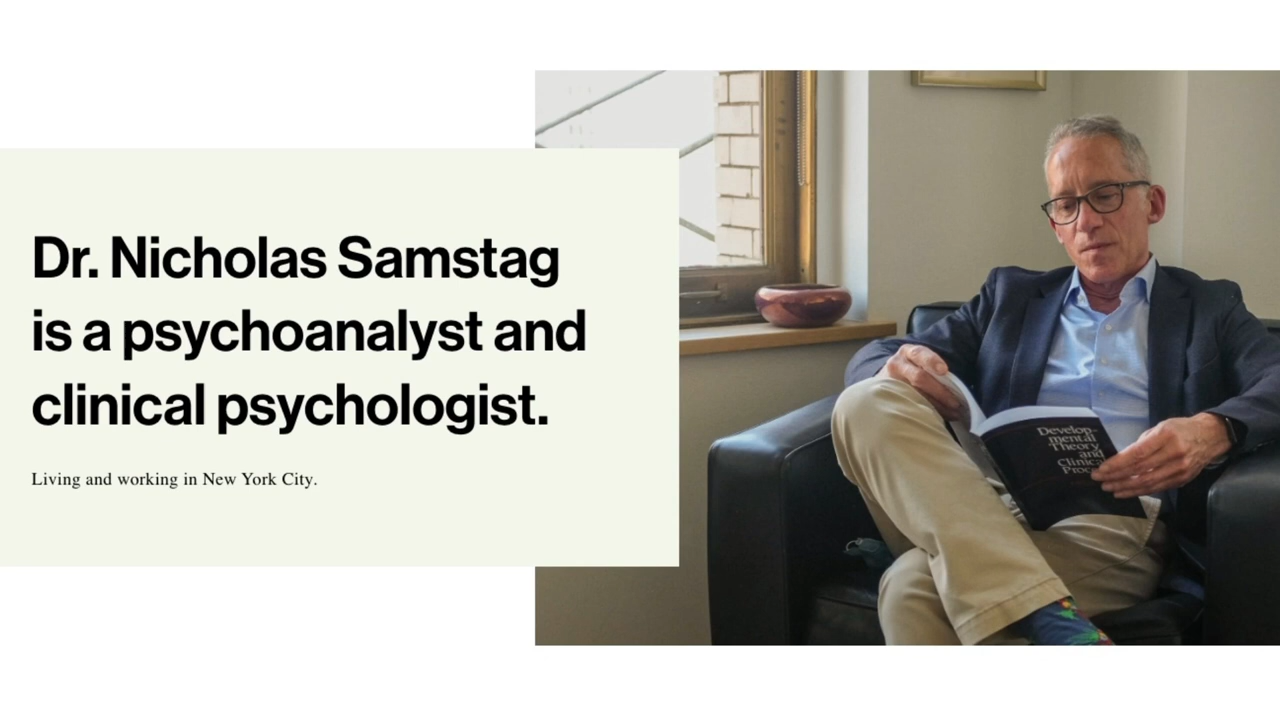 Dr. Nicholas Samstag
is a psychoanalyst and
clinical psychologist.
Living and working in New York City.
Develop-
mental
Theory
and
Clinical